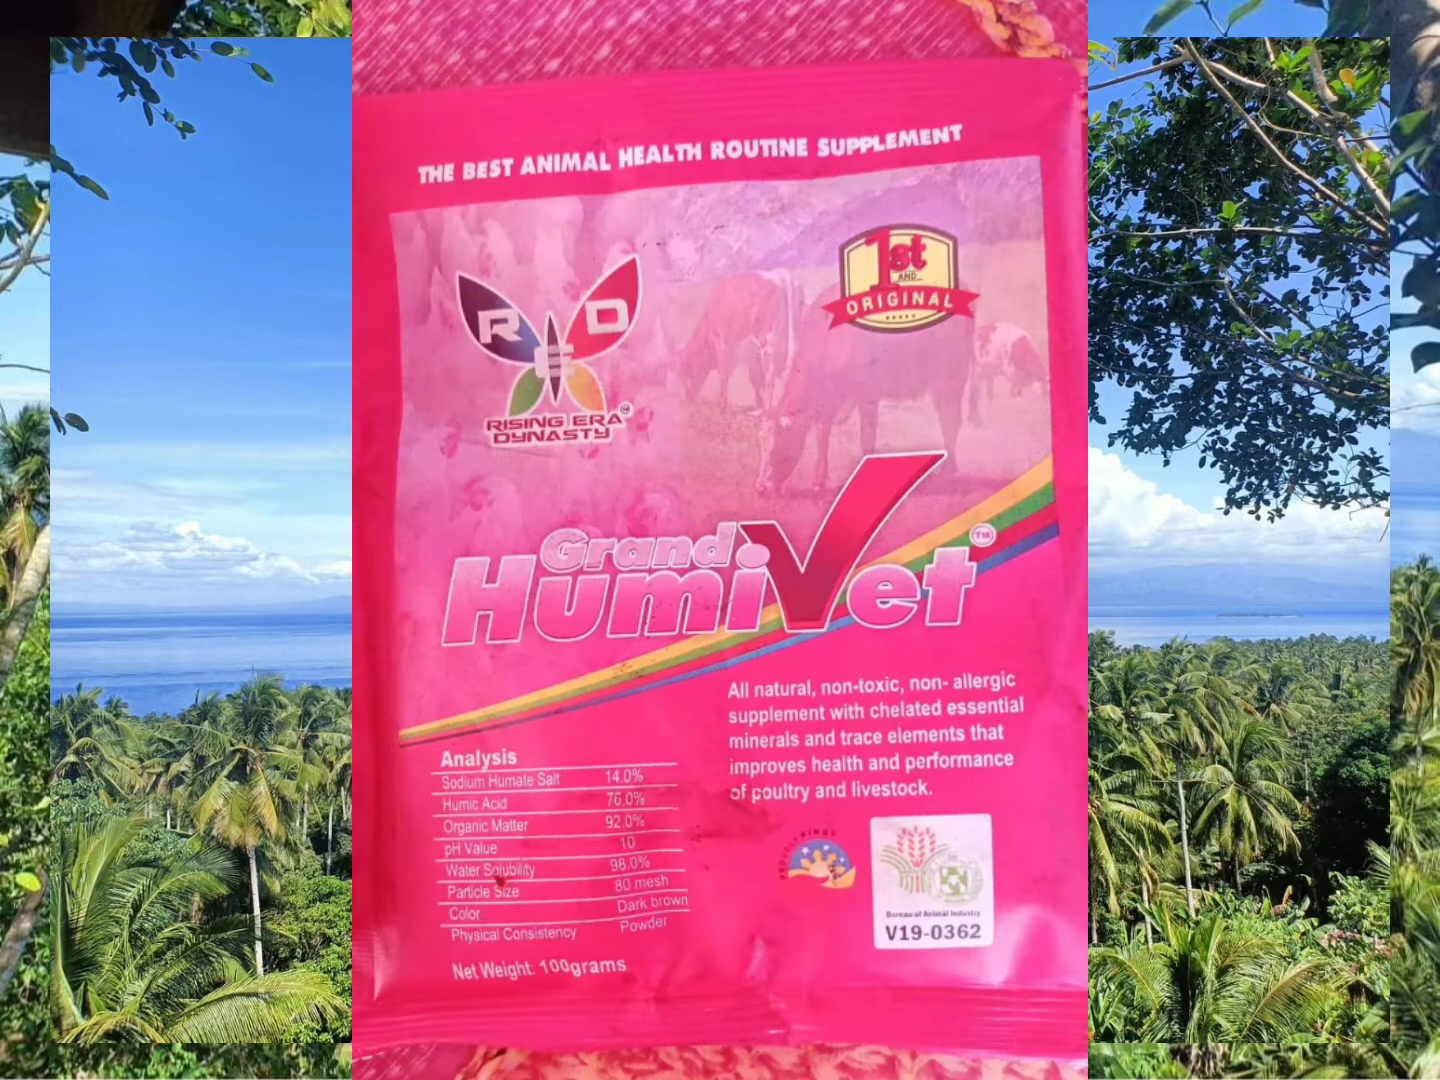 THE BEST ANIMAL HEALTH ROUTINE SUPPLEMENT
1st
AND
ORIGINAL
R E D
RISING ERA
DYNASTY
Grand
HumiVet
TM
All natural, non-toxic, non- allergic
supplement with chelated essential
minerals and trace elements that
improves health and performance
of poultry and livestock.
Analysis
Sodium Humate Salt 14.0%
Humic Acid 76.0%
Organic Matter 92.0%
pH Value 10
Water Solubility 98.0%
Particle Size 80 mesh
Color Dark brown
Physical Consistency Powder
Net Weight: 100grams
Bureau of Animal Industry
V19-0362